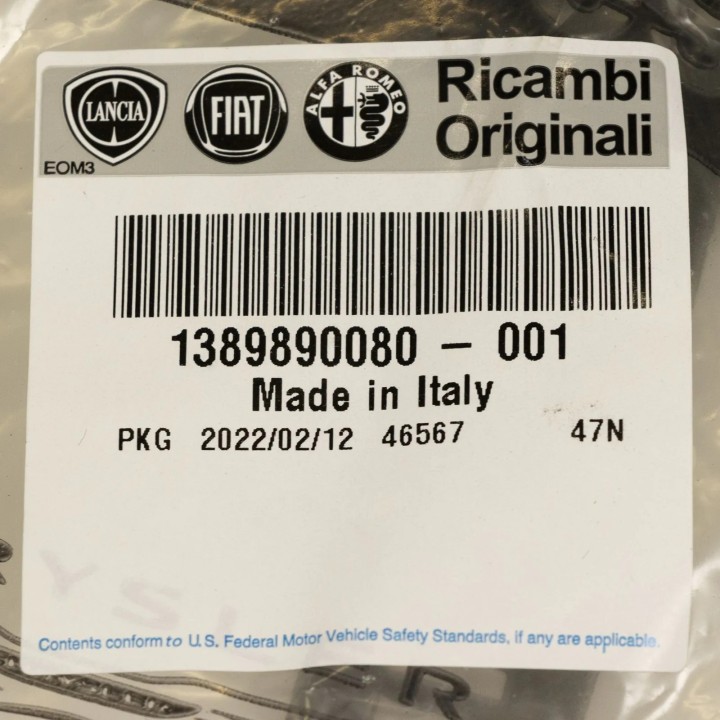 LANCIA FIAT ALFA ROMEO Ricambi
Originali
EOM3
1389890080 – 001
Made in Italy
PKG 2022/02/12 46567 47N
YSLER
Contents conform to U.S. Federal Motor Vehicle Safety Standards, if any are applicable.